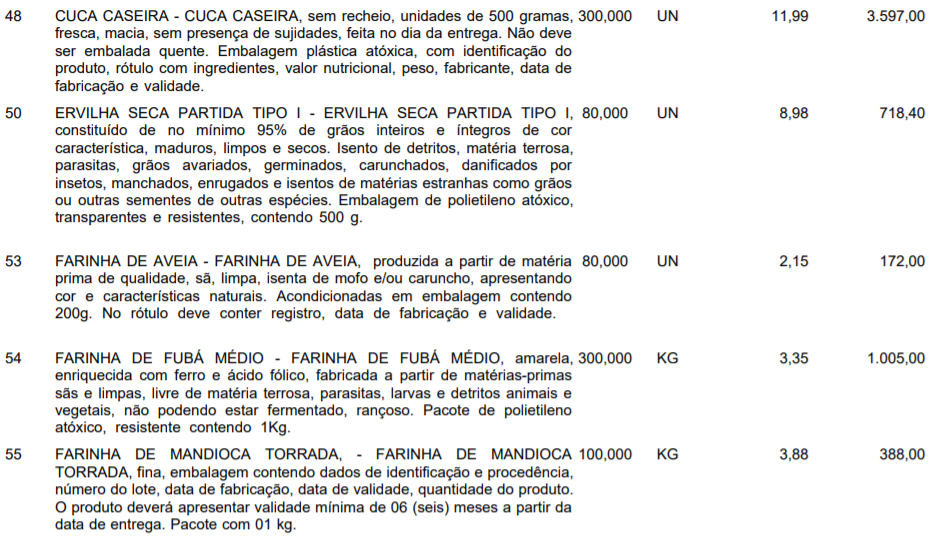 48 CUCA CASEIRA - CUCA CASEIRA, sem recheio, unidades de 500 gramas, 300,000 UN 11,99 3.597,00
fresca, macia, sem presença de sujidades, feita no dia da entrega. Não deve
ser embalada quente. Embalagem plástica atóxica, com identificação do
produto, rótulo com ingredientes, valor nutricional, peso, fabricante, data de
fabricação e validade.
50 ERVILHA SECA PARTIDA TIPO I - ERVILHA SECA PARTIDA TIPO I, 80,000 UN 8,98 718,40
constituído de no mínimo 95% de grãos inteiros e íntegros de cor
característica, maduros, limpos e secos. Isento de detritos, matéria terrosa,
parasitas, grãos avariados, germinados, carunchados, danificados por
insetos, manchados, enrugados e isentos de matérias estranhas como grãos
ou outras sementes de outras espécies. Embalagem de polietileno atóxico,
transparentes e resistentes, contendo 500 g.
53 FARINHA DE AVEIA - FARINHA DE AVEIA, produzida a partir de matéria 80,000 UN 2,15 172,00
prima de qualidade, sã, limpa, isenta de mofo e/ou caruncho, apresentando
cor e características naturais. Acondicionadas em embalagem contendo
200g. No rótulo deve conter registro, data de fabricação e validade.
54 FARINHA DE FUBÁ MÉDIO - FARINHA DE FUBÁ MÉDIO, amarela, 300,000 KG 3,35 1.005,00
enriquecida com ferro e ácido fólico, fabricada a partir de matérias-primas
sãs e limpas, livre de matéria terrosa, parasitas, larvas e detritos animais e
vegetais, não podendo estar fermentado, rançoso. Pacote de polietileno
atóxico, resistente contendo 1Kg.
55 FARINHA DE MANDIOCA TORRADA, - FARINHA DE MANDIOCA 100,000 KG 3,88 388,00
TORRADA, fina, embalagem contendo dados de identificação e procedência,
número do lote, data de fabricação, data de validade, quantidade do produto.
O produto deverá apresentar validade mínima de 06 (seis) meses a partir da
data de entrega. Pacote com 01 kg.